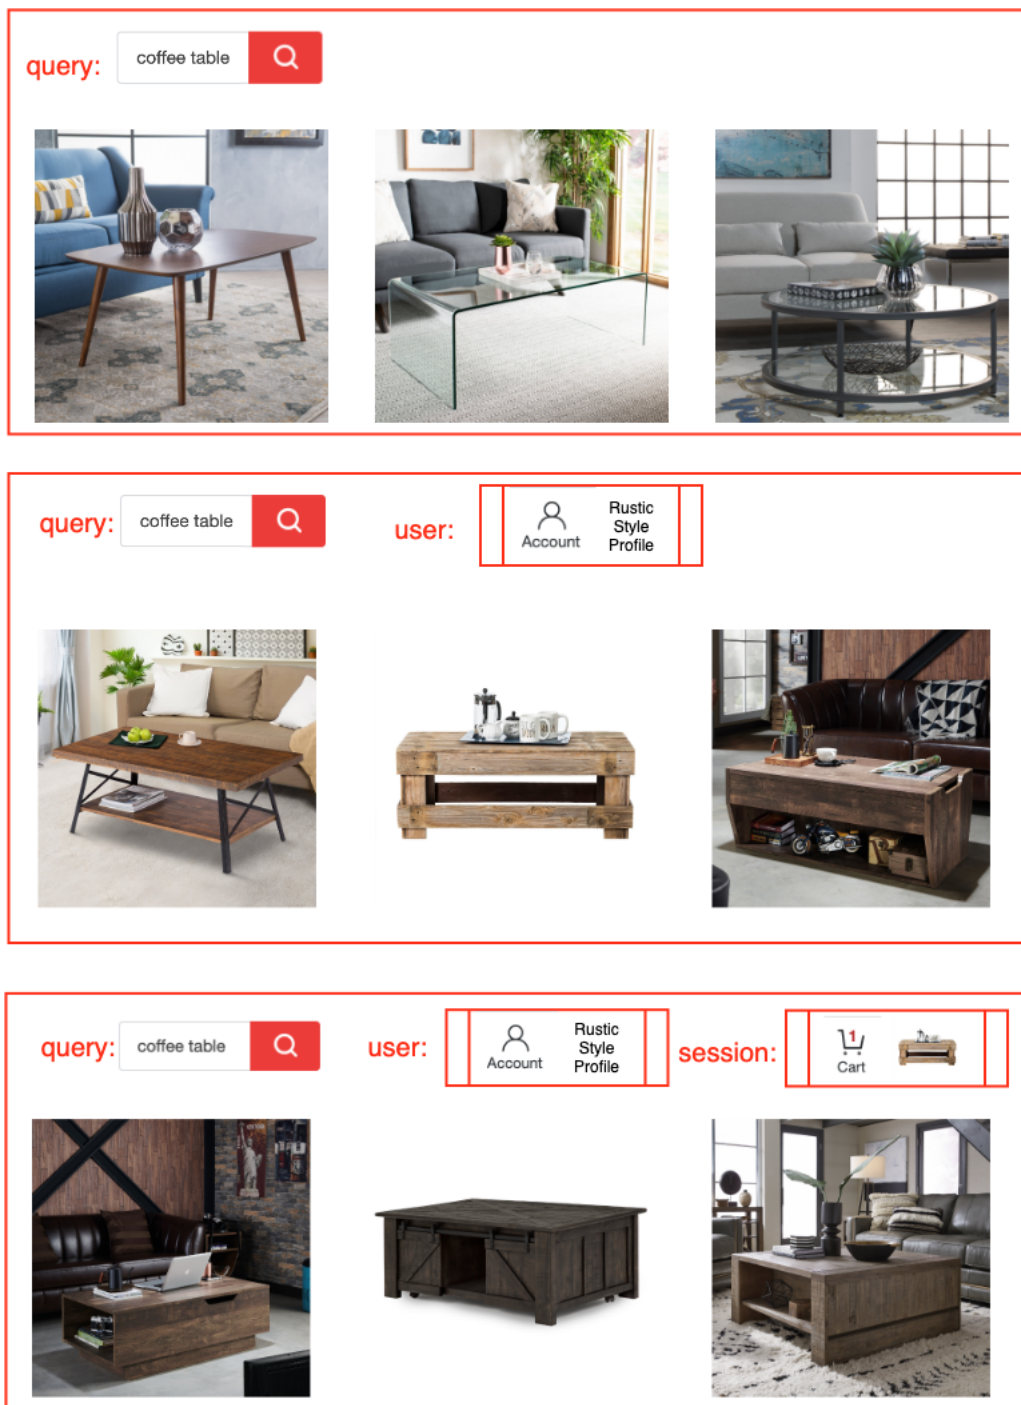 query:
coffee table
query:
coffee table
user:
Account
Rustic
Style
Profile
query:
coffee table
user:
Account
Rustic
Style
Profile
session:
1
Cart